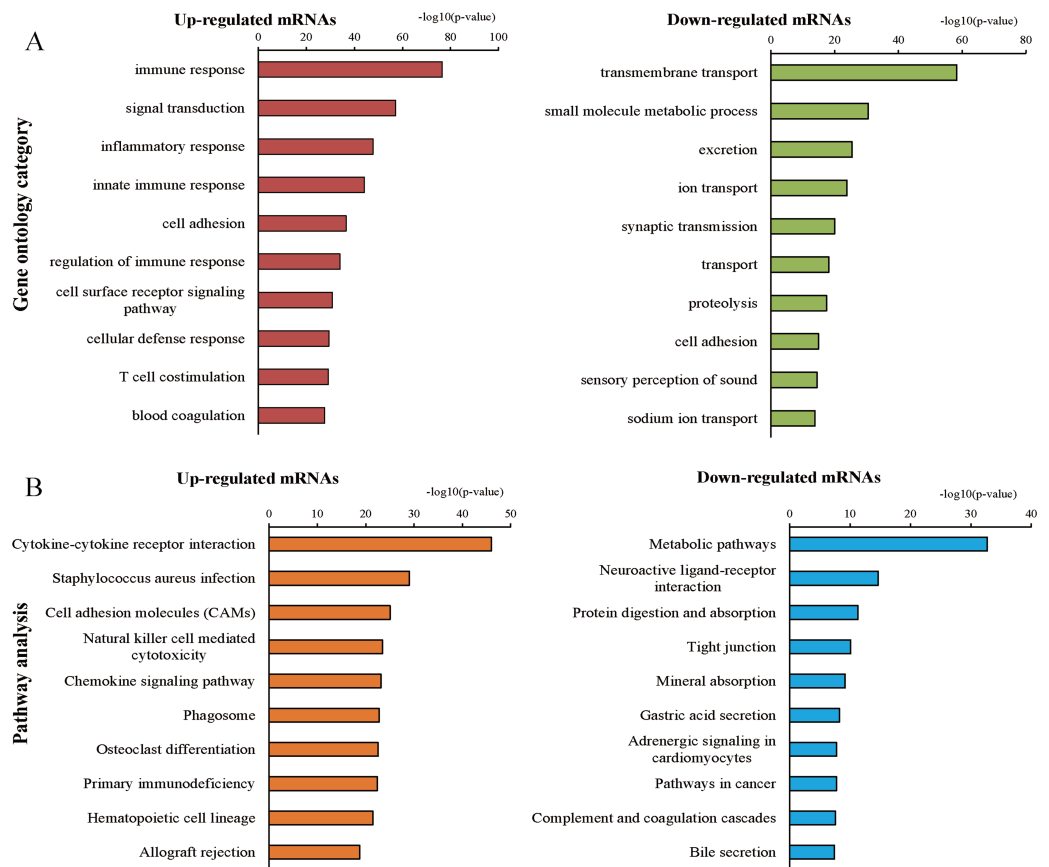 A
Up-regulated mRNAs
-log10(p-value)
0 20 40 60 80 100
Gene ontology category
immune response
signal transduction
inflammatory response
innate immune response
cell adhesion
regulation of immune response
cell surface receptor signaling
pathway
cellular defense response
T cell costimulation
blood coagulation
Down-regulated mRNAs
-log10(p-value)
0 20 40 60 80
transmembrane transport
small molecule metabolic process
excretion
ion transport
synaptic transmission
transport
proteolysis
cell adhesion
sensory perception of sound
sodium ion transport
B
Up-regulated mRNAs
-log10(p-value)
0 10 20 30 40 50
Pathway analysis
Cytokine-cytokine receptor interaction
Staphylococcus aureus infection
Cell adhesion molecules (CAMs)
Natural killer cell mediated
cytotoxicity
Chemokine signaling pathway
Phagosome
Osteoclast differentiation
Primary immunodeficiency
Hematopoietic cell lineage
Allograft rejection
Down-regulated mRNAs
-log10(p-value)
0 10 20 30 40
Metabolic pathways
Neuroactive ligand-receptor
interaction
Protein digestion and absorption
Tight junction
Mineral absorption
Gastric acid secretion
Adrenergic signaling in
cardiomyocytes
Pathways in cancer
Complement and coagulation cascades
Bile secretion